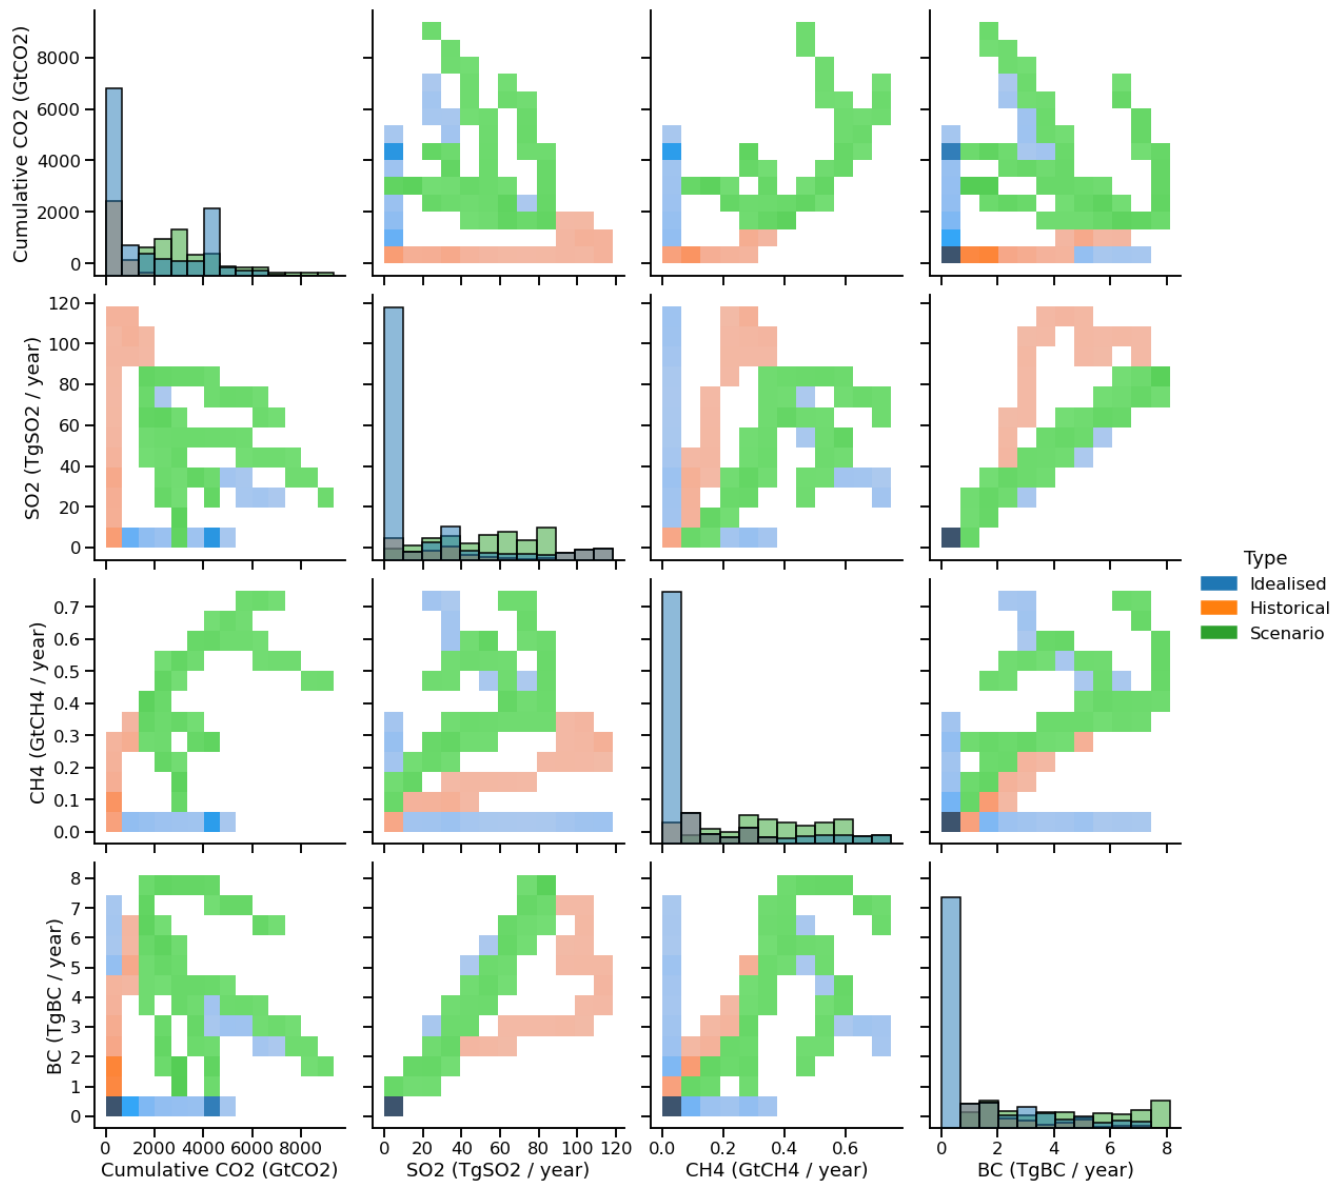 Cumulative CO2 (GtCO2)
8000
6000
4000
2000
0
SO2 (TgSO2 / year)
120
100
80
60
40
20
0
CH4 (GtCH4 / year)
0.7
0.6
0.5
0.4
0.3
0.2
0.1
0.0
BC (TgBC / year)
8
7
6
5
4
3
2
1
0
0 2000 4000 6000 8000
0 20 40 60 80 100 120
0.0 0.2 0.4 0.6
0 2 4 6 8
Cumulative CO2 (GtCO2)
SO2 (TgSO2 / year)
CH4 (GtCH4 / year)
BC (TgBC / year)
Type
Idealised
Historical
Scenario